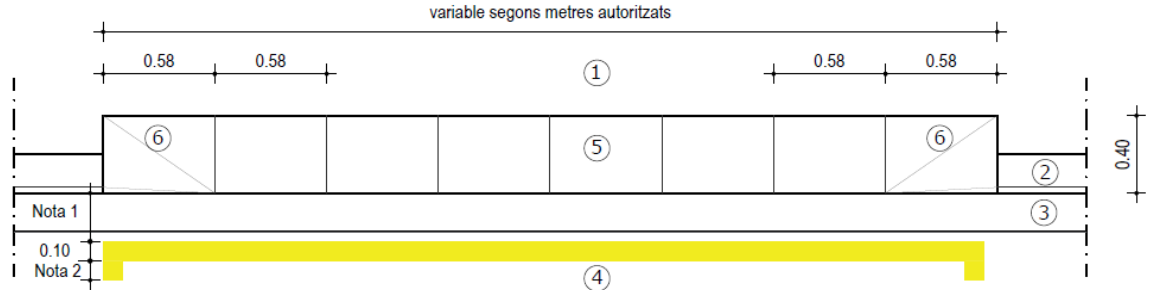 variable segons metres autoritzats
0.58 0.58 0.58 0.58
1
6 5 6
0.40
2
Nota 1 3
0.10
Nota 2 4